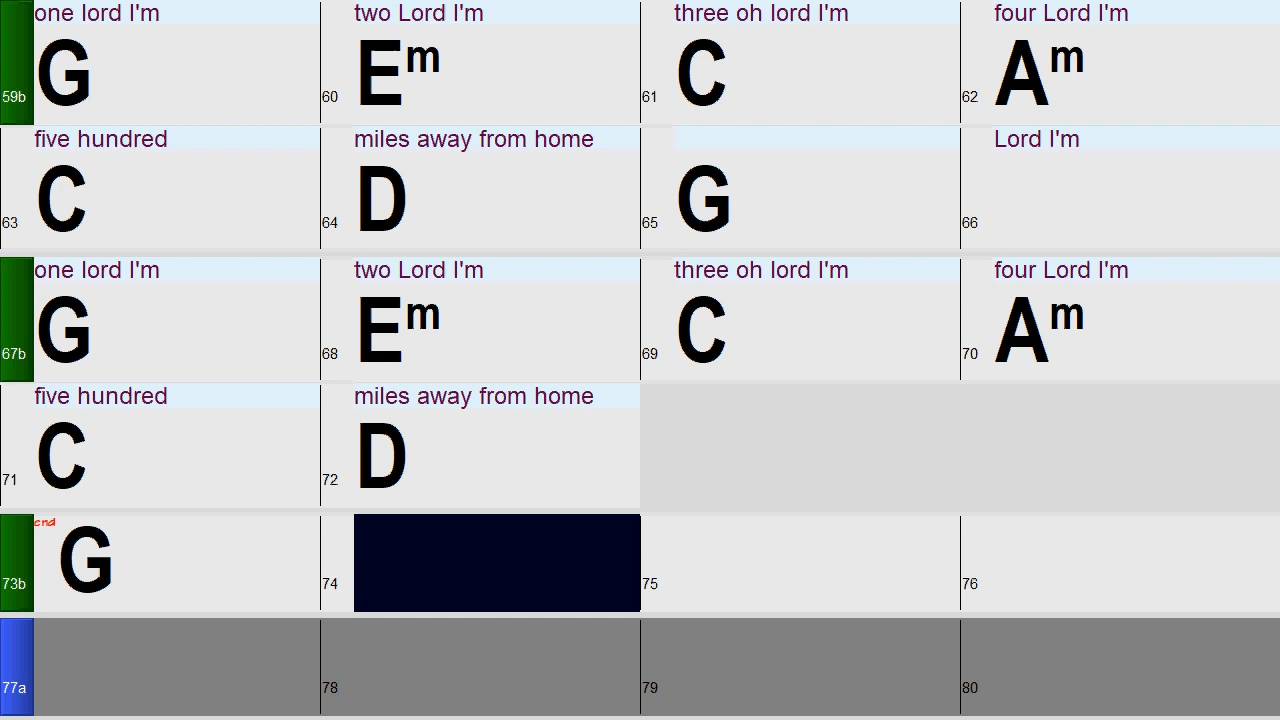 one lord I'm two Lord I'm three oh lord I'm four Lord I'm
59b G 60 Em 61 C 62 Am
five hundred miles away from home Lord I'm
63 C 64 D 65 G 66
one lord I'm two Lord I'm three oh lord I'm four Lord I'm
67b G 68 Em 69 C 70 Am
five hundred miles away from home
71 C 72 D
end
73b G 74 75 76
77a 78 79 80